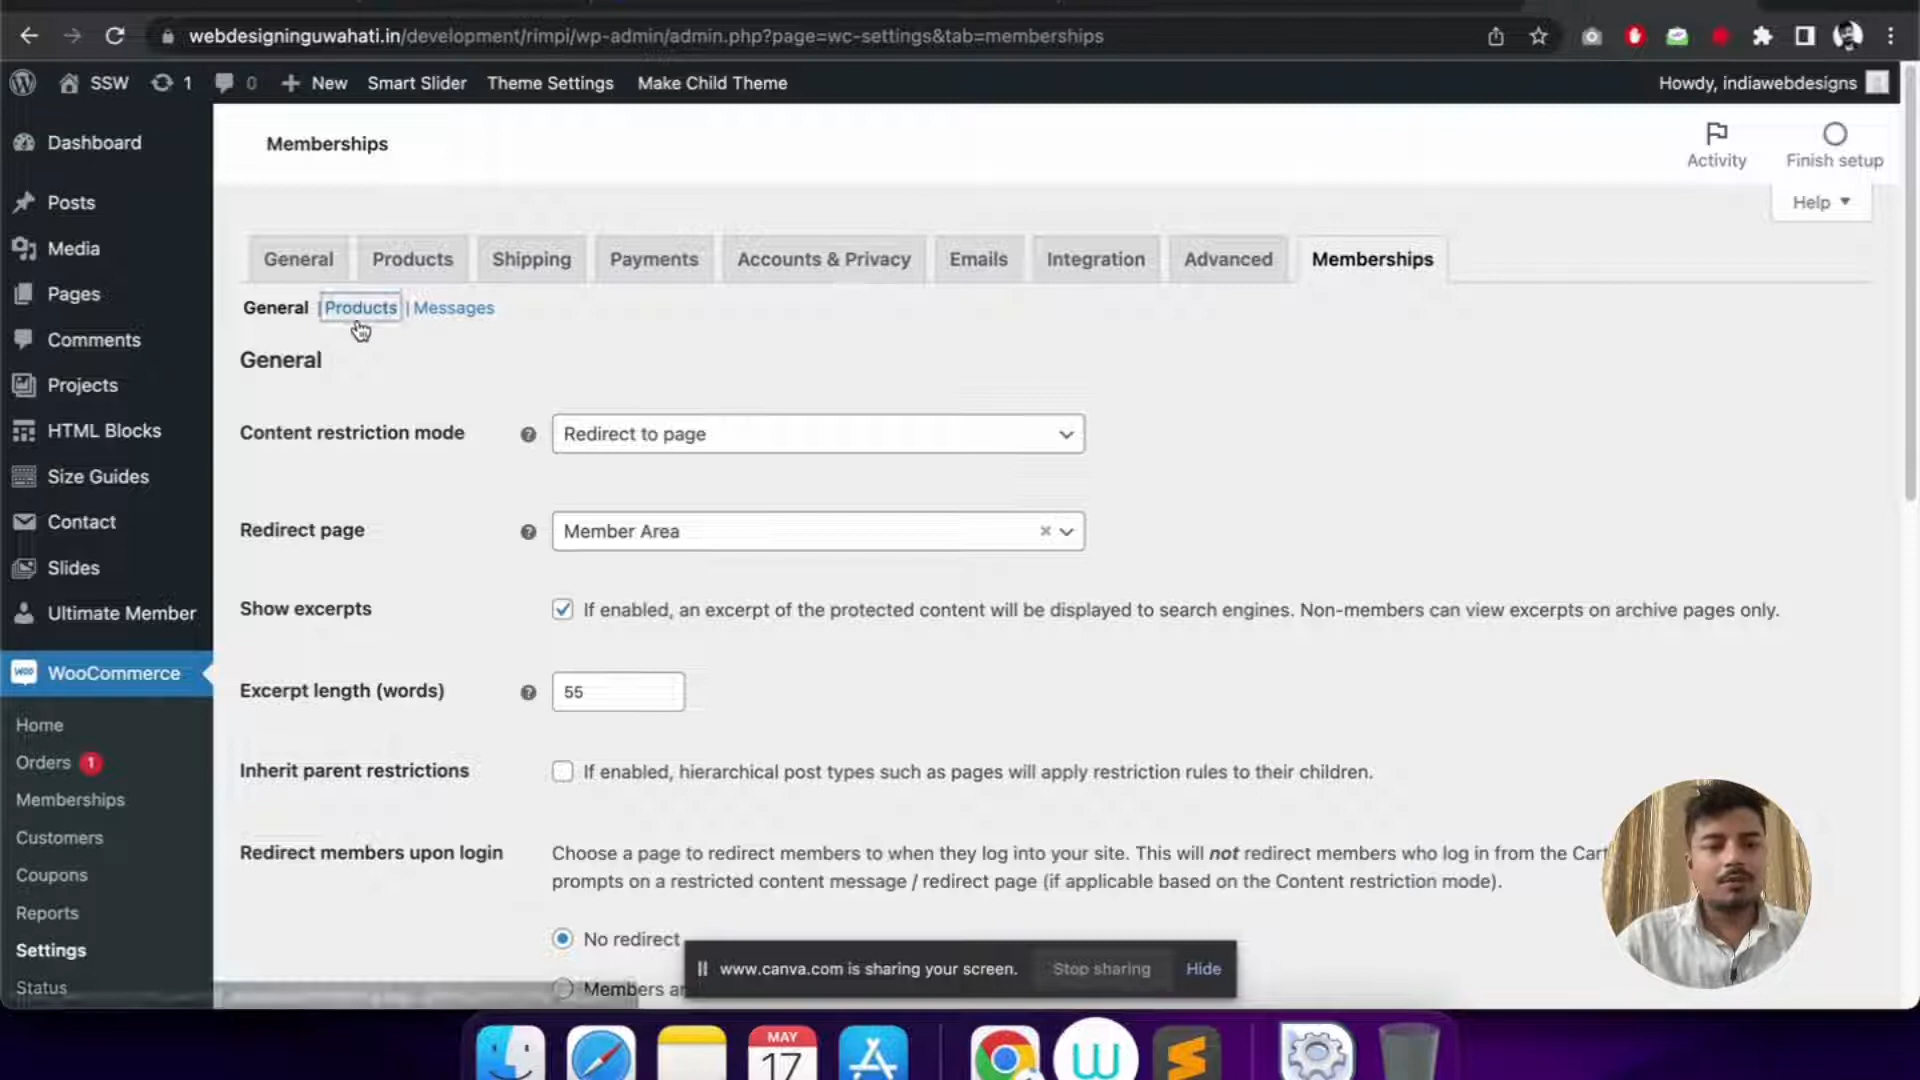 webdesigninguwahati.in/development/rimpi/wp-admin/admin.php?page=wc-settings&tab=memberships
SSW 1 0 New Smart Slider Theme Settings Make Child Theme Howdy, indiawebdesigns
Dashboard
Posts
Media
Pages
Comments
Projects
HTML Blocks
Size Guides
Contact
Slides
Ultimate Member
woo WooCommerce
Home
Orders 1
Memberships
Customers
Coupons
Reports
Settings
Status
Memberships
Activity
Finish setup
Help
General Products Shipping Payments Accounts & Privacy Emails Integration Advanced Memberships
General | Products | Messages
General
Content restriction mode ? Redirect to page
Redirect page ? Member Area ×
Show excerpts If enabled, an excerpt of the protected content will be displayed to search engines. Non-members can view excerpts on archive pages only.
Excerpt length (words) ? 55
Inherit parent restrictions If enabled, hierarchical post types such as pages will apply restriction rules to their children.
Redirect members upon login Choose a page to redirect members to when they log into your site. This will not redirect members who log in from the Cart
prompts on a restricted content message / redirect page (if applicable based on the Content restriction mode).
No redirect
Members
www.canva.com is sharing your screen. Stop sharing Hide
MAY
17
W